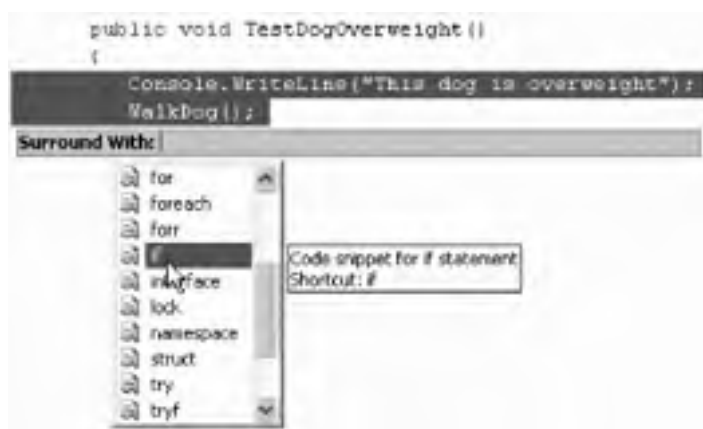 public void TestDogOverweight()
{
Console.WriteLine("This dog is overweight");
WalkDog();
Surround With:
for
foreach
forr
if
interface
lock
namespace
struct
try
tryf
Code snippet for if statement
Shortcut: if